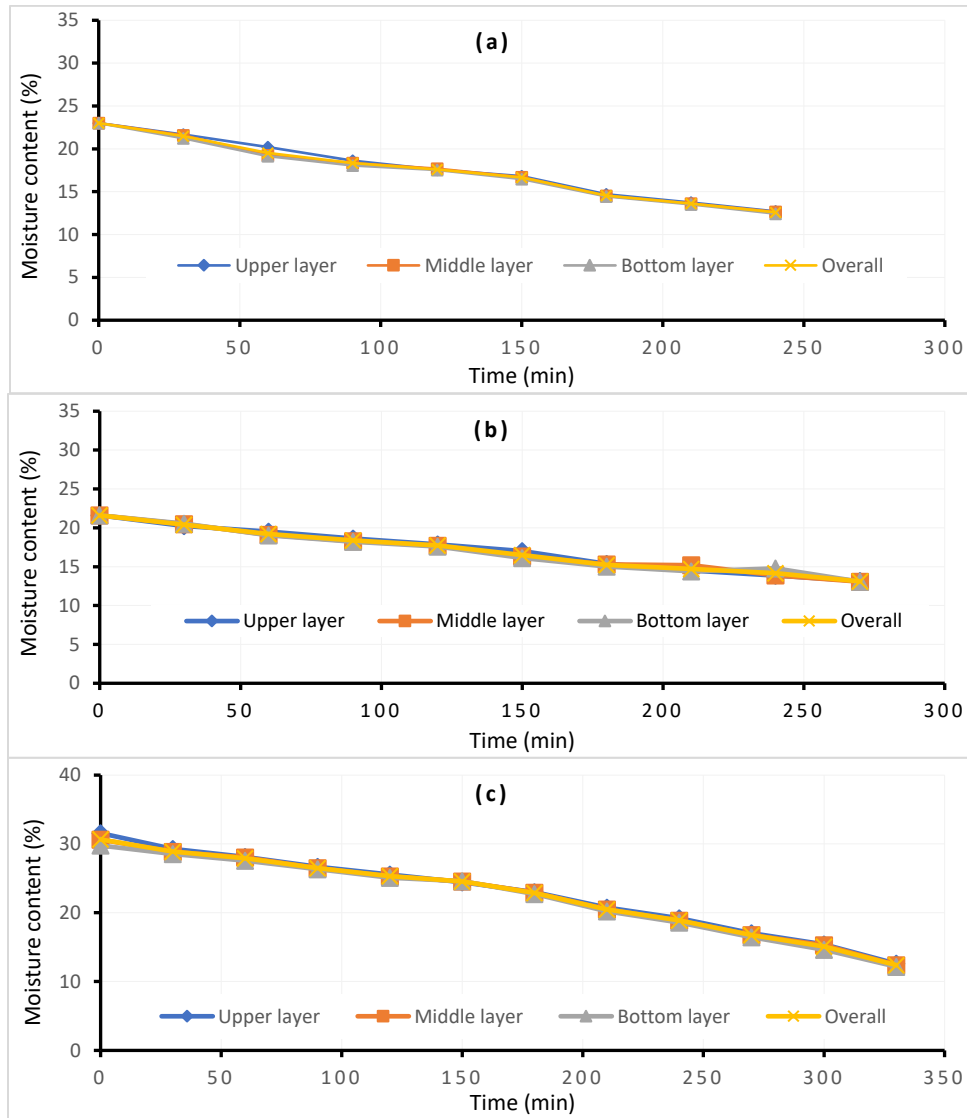 (a)
Moisture content (%)
35
30
25
20
15
10
5
0
Upper layer Middle layer Bottom layer Overall
0 50 100 150 200 250 300
Time (min)
(b)
Moisture content (%)
35
30
25
20
15
10
5
0
Upper layer Middle layer Bottom layer Overall
0 50 100 150 200 250 300
Time (min)
(c)
Moisture content (%)
40
30
20
10
0
Upper layer Middle layer Bottom layer Overall
0 50 100 150 200 250 300 350
Time (min)